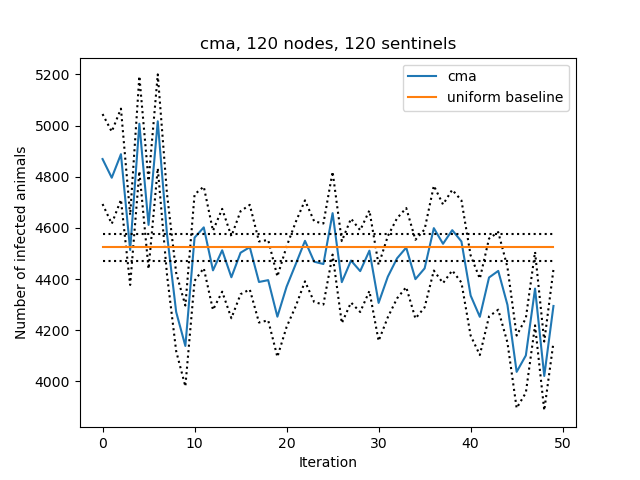 cma, 120 nodes, 120 sentinels
cma
uniform baseline
Number of infected animals
5200
5000
4800
4600
4400
4200
4000
0 10 20 30 40 50
Iteration